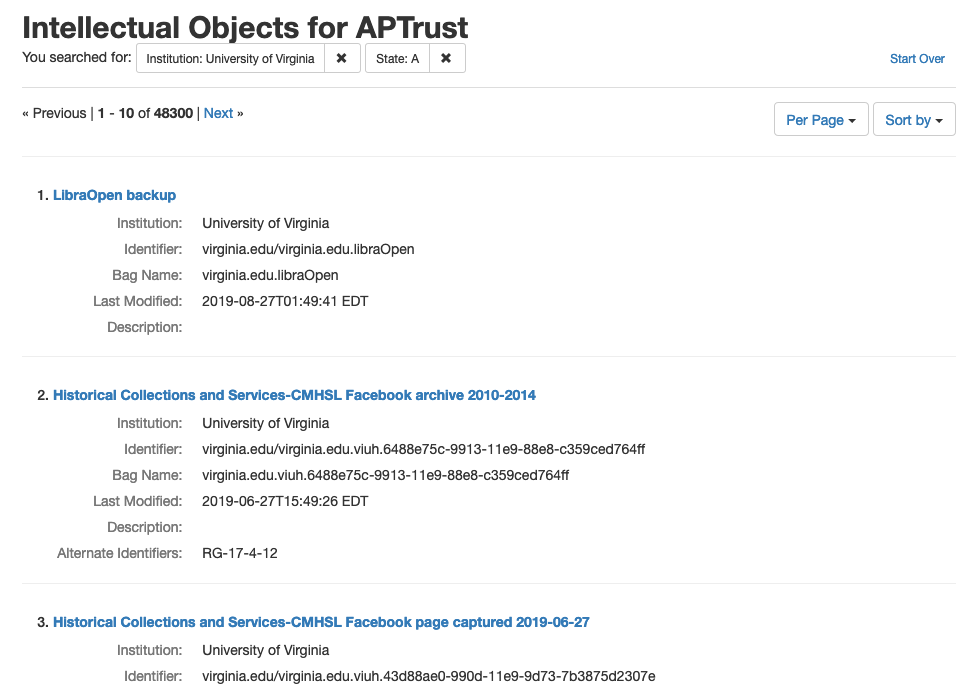 Intellectual Objects for APTrust
You searched for: Institution: University of Virginia ✖ State: A ✖ Start Over
« Previous | 1 - 10 of 48300 | Next »
Per Page Sort by
1. LibraOpen backup
Institution: University of Virginia
Identifier: virginia.edu/virginia.edu.libraOpen
Bag Name: virginia.edu.libraOpen
Last Modified: 2019-08-27T01:49:41 EDT
Description:
2. Historical Collections and Services-CMHSL Facebook archive 2010-2014
Institution: University of Virginia
Identifier: virginia.edu/virginia.edu.viuh.6488e75c-9913-11e9-88e8-c359ced764ff
Bag Name: virginia.edu.viuh.6488e75c-9913-11e9-88e8-c359ced764ff
Last Modified: 2019-06-27T15:49:26 EDT
Description:
Alternate Identifiers: RG-17-4-12
3. Historical Collections and Services-CMHSL Facebook page captured 2019-06-27
Institution: University of Virginia
Identifier: virginia.edu/virginia.edu.viuh.43d88ae0-990d-11e9-9d73-7b3875d2307e